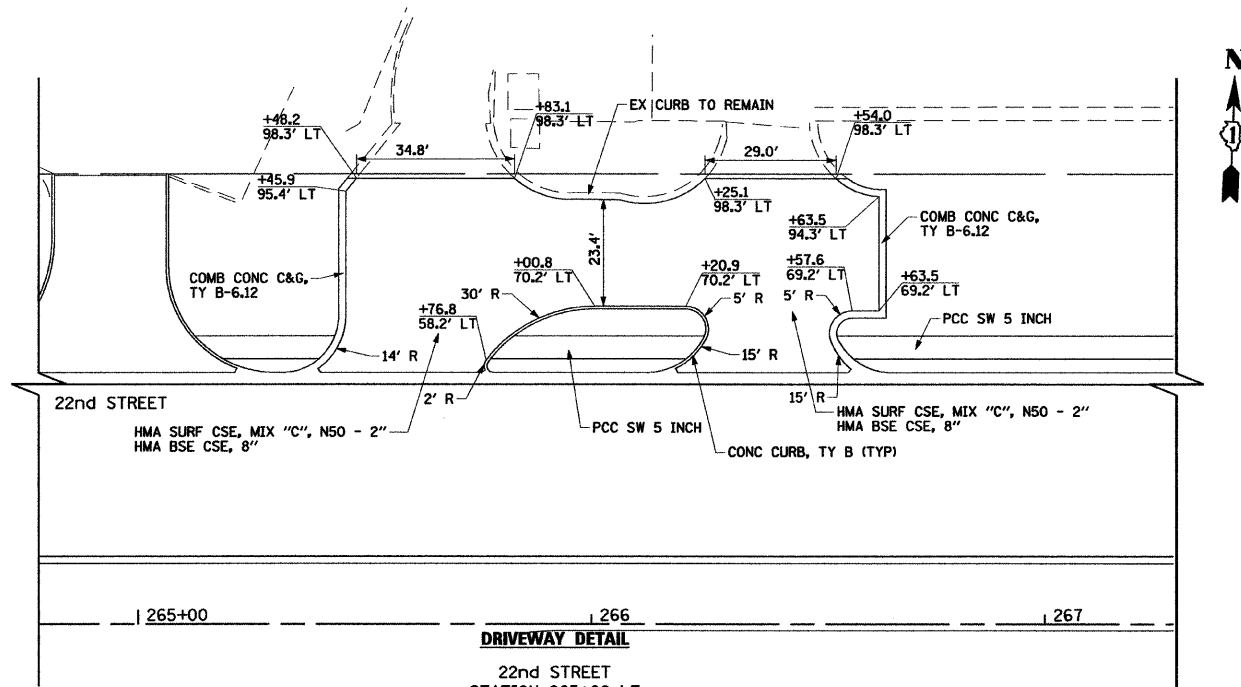 N
1
+48.2
98.3' LT
34.8'
+83.1
98.3' LT
EX CURB TO REMAIN
29.0'
+54.0
98.3' LT
+45.9
95.4' LT
+25.1
98.3' LT
+63.5
94.3' LT
COMB CONC C&G,
TY B-6.12
COMB CONC C&G,
TY B-6.12
23.4'
+00.8
70.2' LT
+20.9
70.2' LT
+57.6
69.2' LT
+63.5
69.2' LT
30' R
5' R
5' R
+76.8
58.2' LT
PCC SW 5 INCH
14' R
15' R
2' R
15' R
22nd STREET
HMA SURF CSE, MIX "C", N50 - 2"
HMA BSE CSE, 8"
PCC SW 5 INCH
CONC CURB, TY B (TYP)
HMA SURF CSE, MIX "C", N50 - 2"
HMA BSE CSE, 8"
265+00
266
267
DRIVEWAY DETAIL
22nd STREET